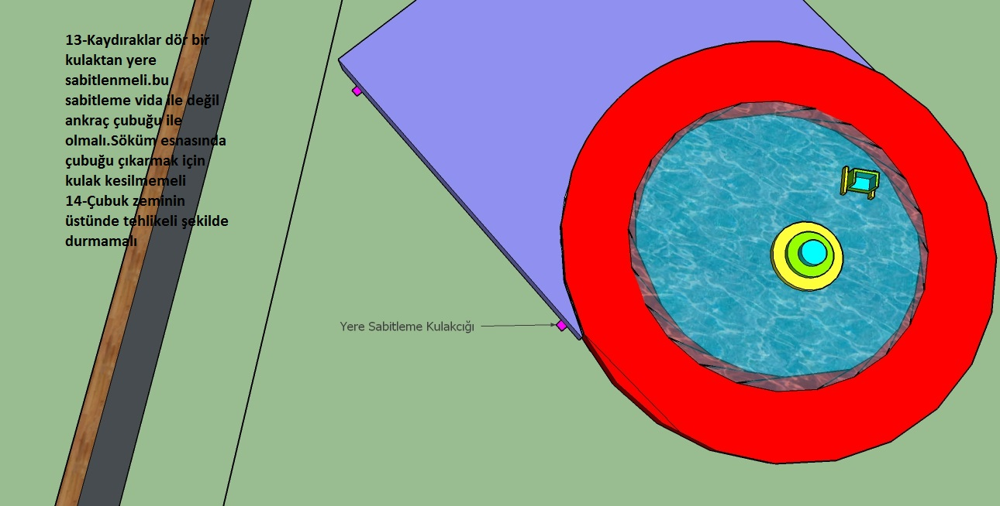 13-Kaydıraklar dör bir
kulaktan yere
sabitlenmeli.bu
sabitleme vida ile değil
ankraç çubuğu ile
olmalı.Söküm esnasında
çubuğu çıkarmak için
kulak kesilmemeli
14-Çubuk zeminin
üstünde tehlikeli şekilde
durmamalı
Yere Sabitleme Kulakcığı